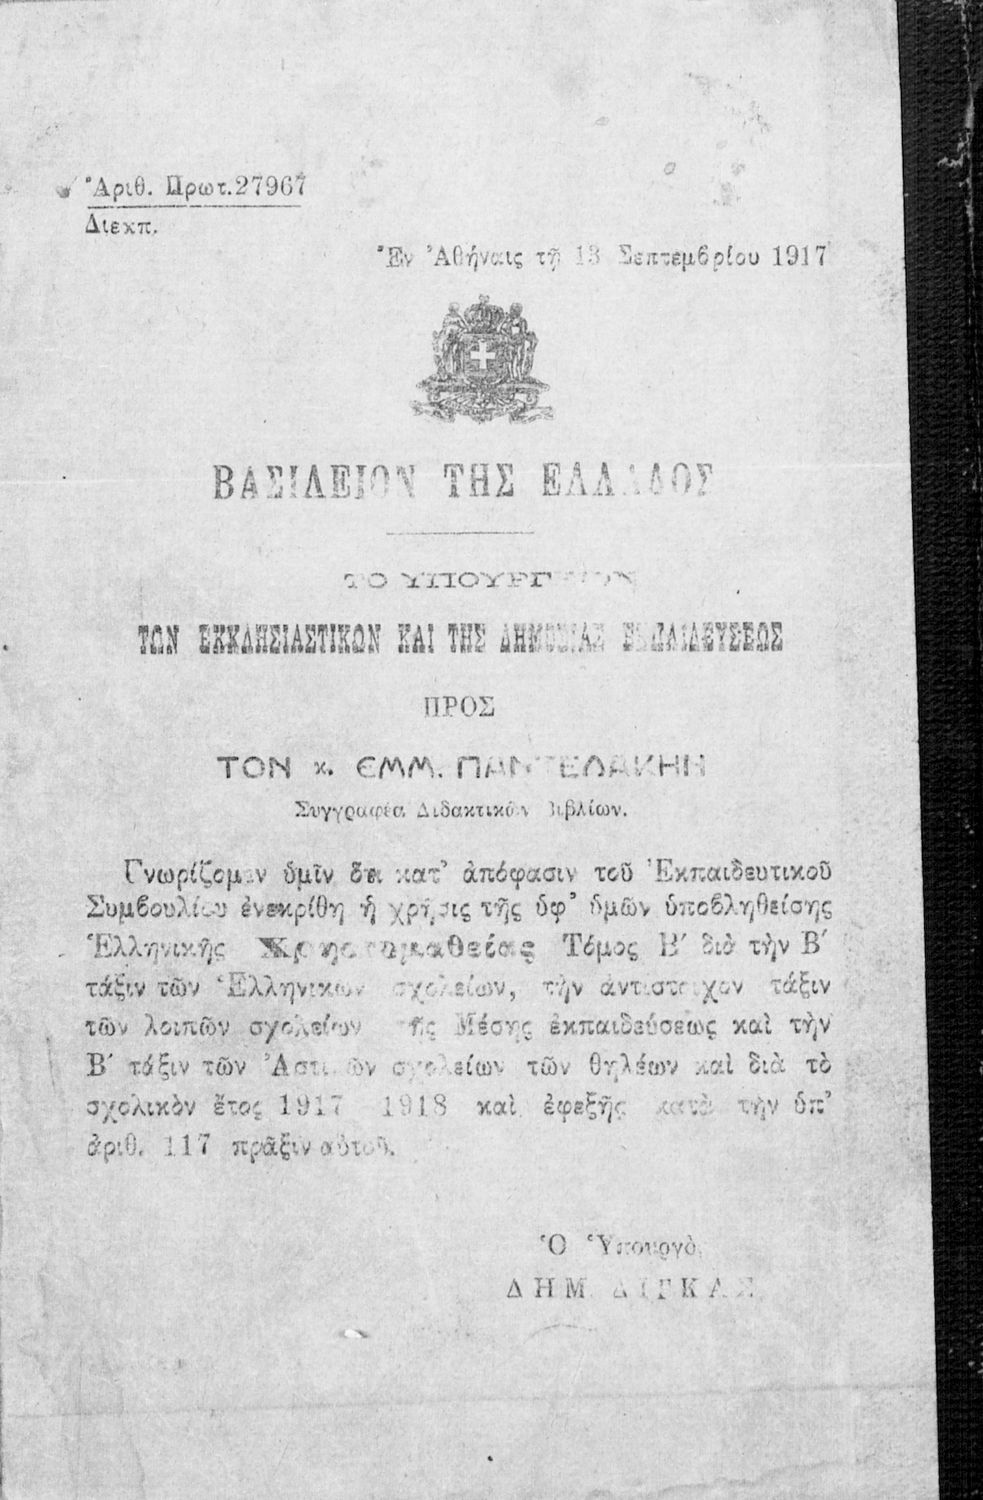 Ἀριθ. Πρωτ. 27967
Διεκπ.
Ἐν Ἀθήναις τῇ 13 Σεπτεμβρίου 1917
ΒΑΣΙΛΕΙΟΝ ΤΗΣ ΕΛΛΑΔΟΣ
ΤΟ ΥΠΟΥΡΓΕΙΟΝ
ΤΩΝ ΕΚΚΛΗΣΙΑΣΤΙΚΩΝ ΚΑΙ ΤΗΣ ΔΗΜΟΣΙΑΣ ΕΚΠΑΙΔΕΥΣΕΩΣ
ΠΡΟΣ
ΤΟΝ κ. ΕΜΜ. ΠΑΝΤΕΛΑΚΗΝ
Συγγραφέα Διδακτικῶν Βιβλίων.
Γνωρίζομεν ὑμῖν ὅτι κατ’ ἀπόφασιν τοῦ Ἐκπαιδευτικοῦ
Συμβουλίου ἐνεκρίθη ἡ χρῆσις τῆς ὑφ’ ὑμῶν ὑποβληθείσης
Ἑλληνικῆς Χρηστομαθείας Τόμος Β′ διὰ τὴν Β′
τάξιν τῶν Ἑλληνικῶν σχολείων, τὴν ἀντίστοιχον τάξιν
τῶν λοιπῶν σχολείων τῆς Μέσης ἐκπαιδεύσεως καὶ τὴν
Β′ τάξιν τῶν Ἀστικῶν σχολείων τῶν θηλέων καὶ διὰ τὸ
σχολικὸν ἔτος 1917 1918 καὶ ἐφεξῆς κατὰ τὴν ὑπ’
ἀριθ. 117 πρᾶξιν αὐτοῦ.
Ὁ Ὑπουργὸς
ΔΗΜ. ΔΙΓΚΑΣ